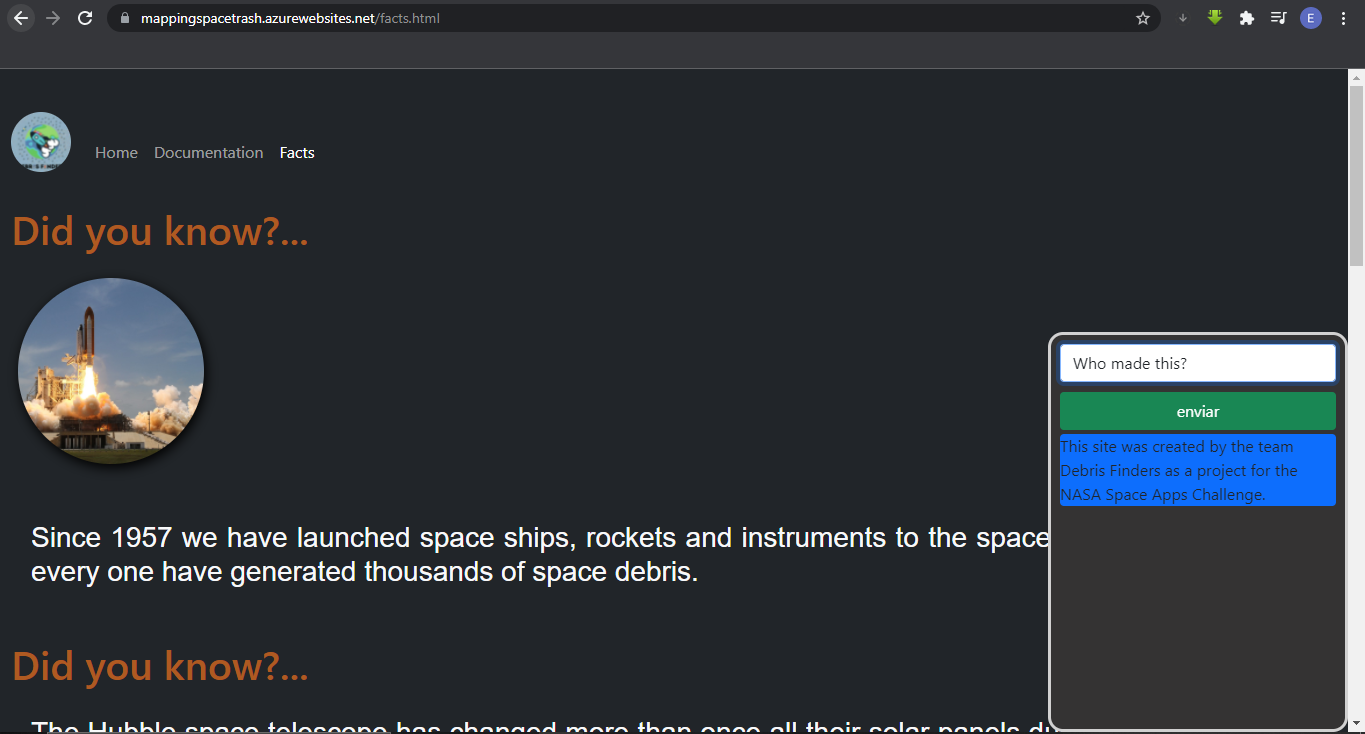 mappingspacetrash.azurewebsites.net/facts.html
E
Home Documentation Facts
Did you know?...
Since 1957 we have launched space ships, rockets and instruments to the space
every one have generated thousands of space debris.
Did you know?...
The Hubble space telescope has changed more than once all their solar panels du
Who made this?
enviar
This site was created by the team
Debris Finders as a project for the
NASA Space Apps Challenge.